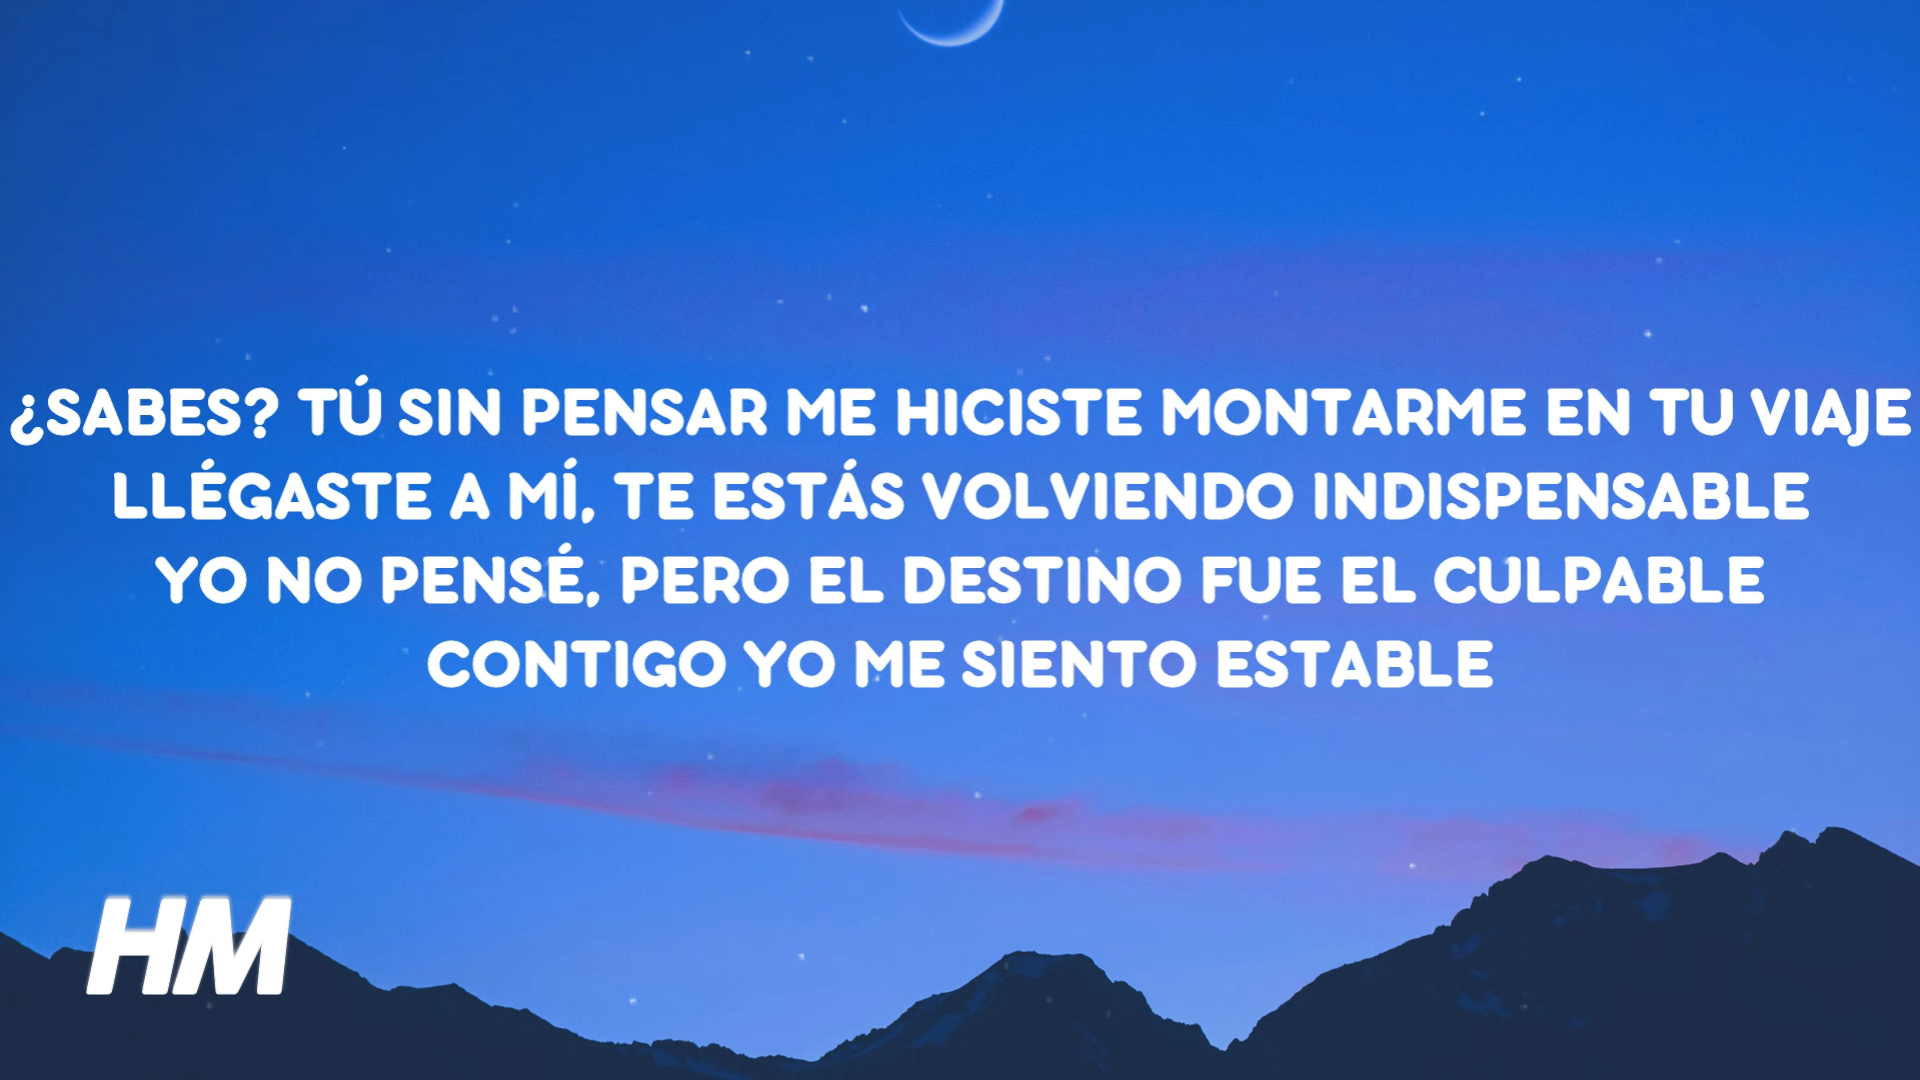 ¿SABES? TÚ SIN PENSAR ME HICISTE MONTARME EN TU VIAJE
LLÉGASTE A MÍ, TE ESTÁS VOLVIENDO INDISPENSABLE
YO NO PENSÉ, PERO EL DESTINO FUE EL CULPABLE
CONTIGO YO ME SIENTO ESTABLE
HM